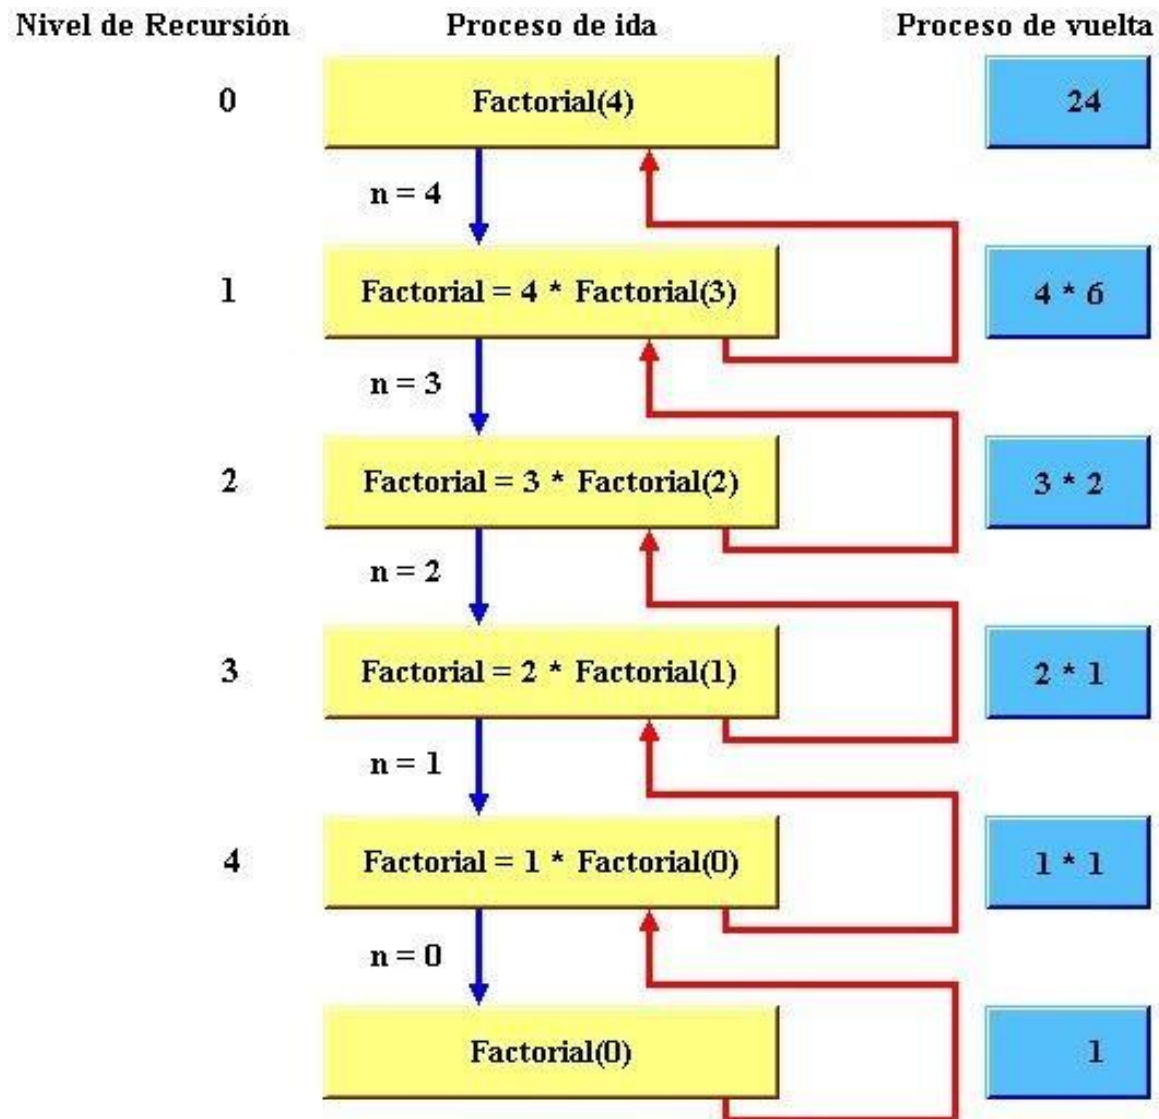 Nivel de Recursión Proceso de ida Proceso de vuelta
0 Factorial(4) 24
n = 4
1 Factorial = 4 * Factorial(3) 4 * 6
n = 3
2 Factorial = 3 * Factorial(2) 3 * 2
n = 2
3 Factorial = 2 * Factorial(1) 2 * 1
n = 1
4 Factorial = 1 * Factorial(0) 1 * 1
n = 0
Factorial(0) 1